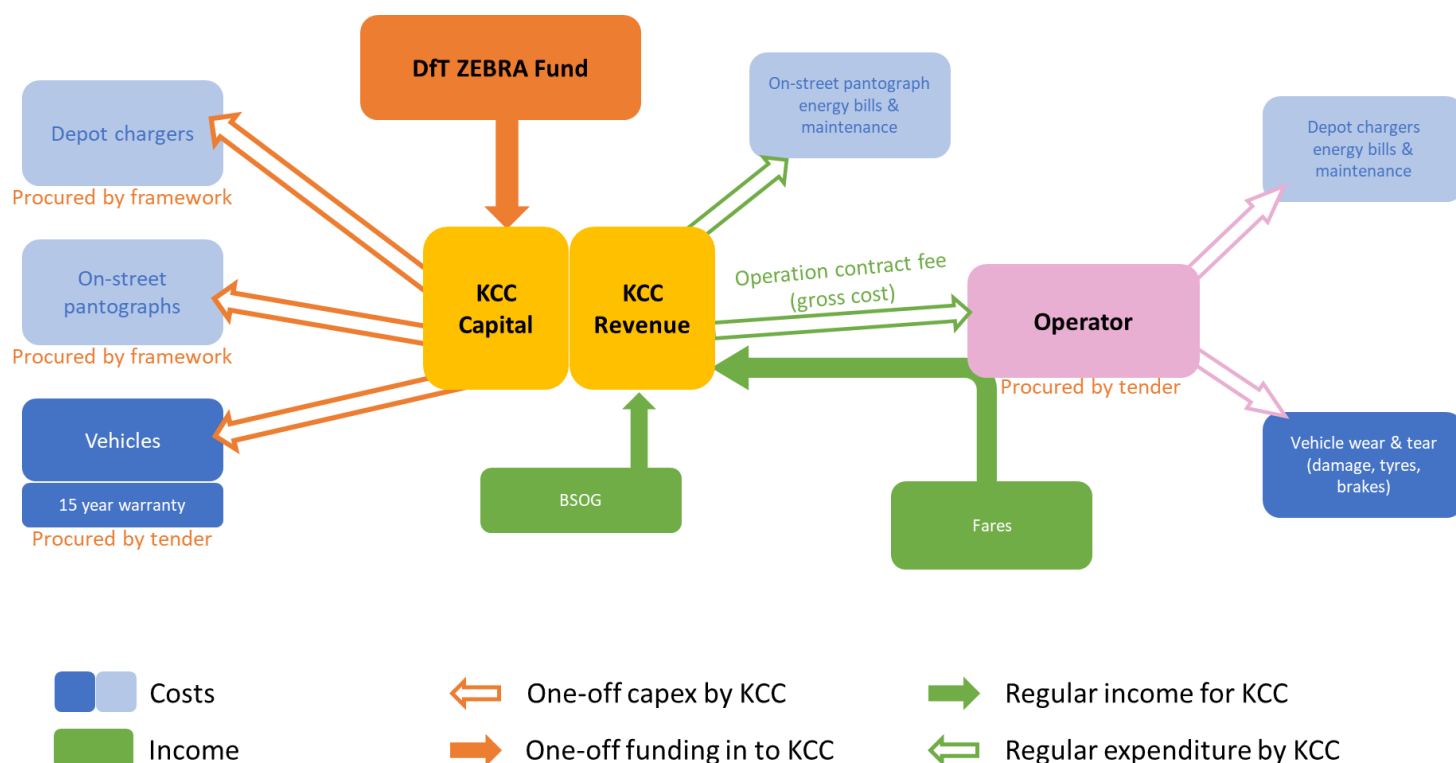 DfT ZEBRA Fund
Depot chargers
Procured by framework
On-street
pantographs
Procured by framework
Vehicles
15 year warranty
Procured by tender
KCC
Capital
KCC
Revenue
On-street pantograph
energy bills &
maintenance
Operation contract fee
(gross cost)
BSOG
Fares
Operator
Procured by tender
Depot chargers
energy bills &
maintenance
Vehicle wear & tear
(damage, tyres,
brakes)
Costs
Income
One-off capex by KCC
One-off funding in to KCC
Regular income for KCC
Regular expenditure by KCC